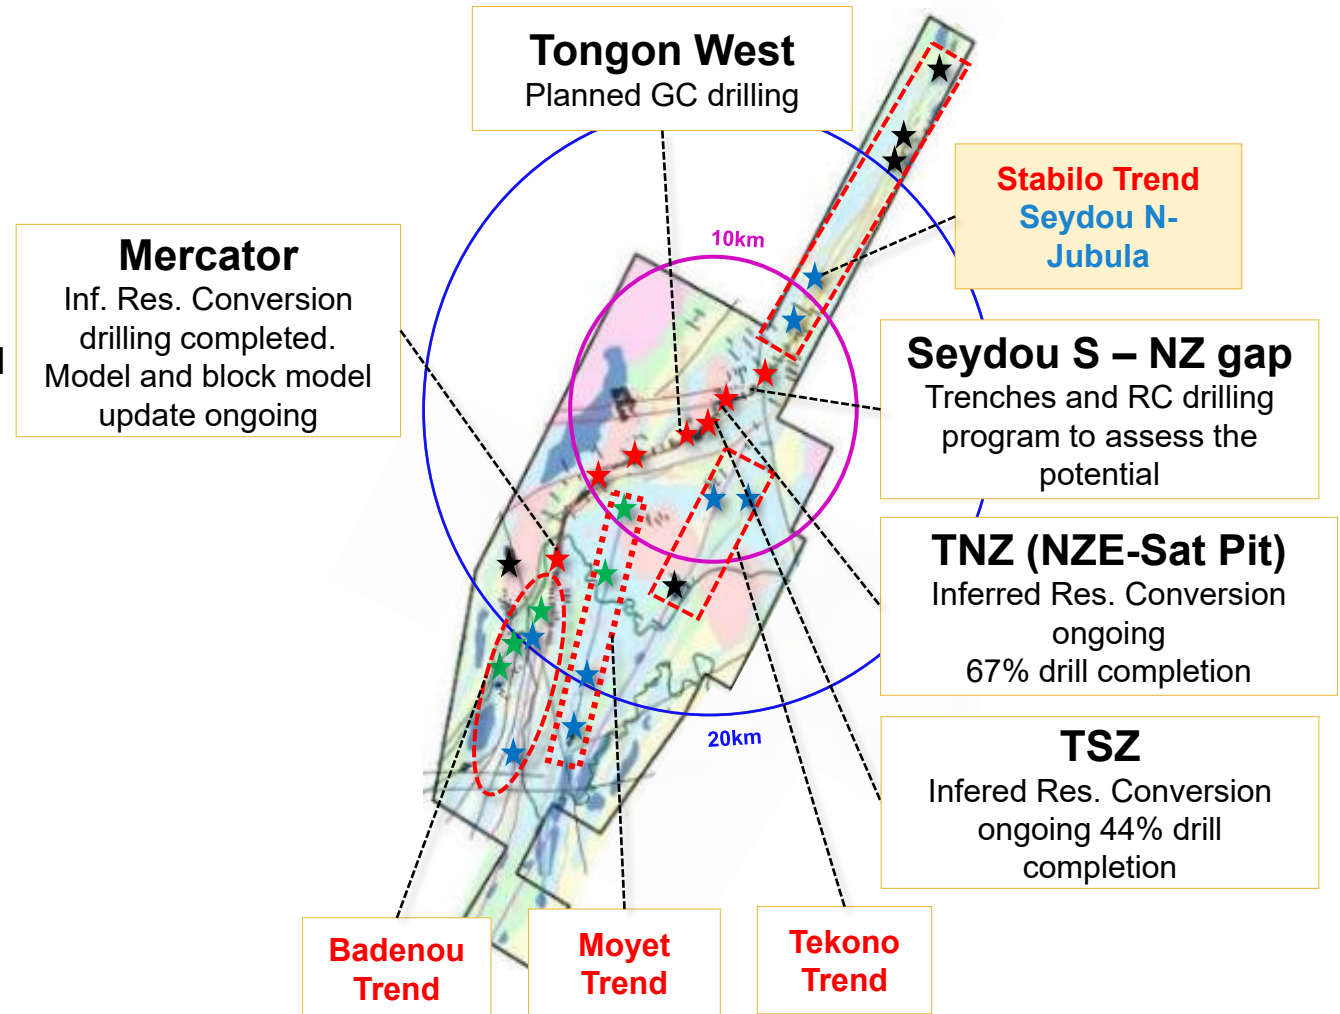 Tongon West
Planned GC drilling
Stabilo Trend
Seydou N-
Jubula
10km
Mercator
Inf. Res. Conversion
drilling completed.
Model and block model
update ongoing
Seydou S – NZ gap
Trenches and RC drilling
program to assess the
potential
TNZ (NZE-Sat Pit)
Inferred Res. Conversion
ongoing
67% drill completion
20km
TSZ
Infered Res. Conversion
ongoing 44% drill
completion
Badenou
Trend
Moyet
Trend
Tekono
Trend